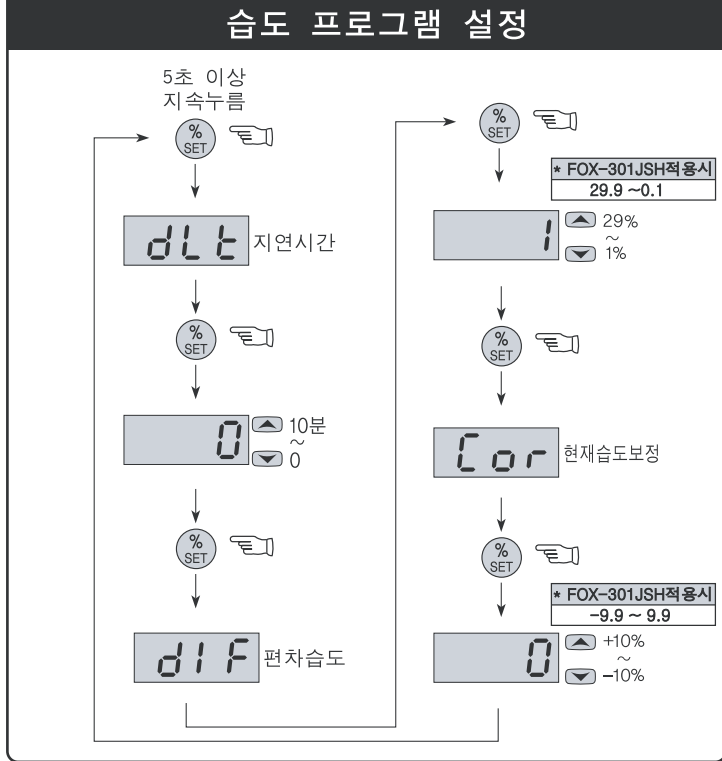 습도 프로그램 설정
5초 이상
지속누름
%
SET
dLt 지연시간
%
SET
0 10분
~
0
%
SET
dIF 편차습도
%
SET
* FOX-301JSH적용시
29.9 ~0.1
1 29%
~
1%
%
SET
Cor 현재습도보정
%
SET
* FOX-301JSH적용시
-9.9 ~ 9.9
0 +10%
~
-10%